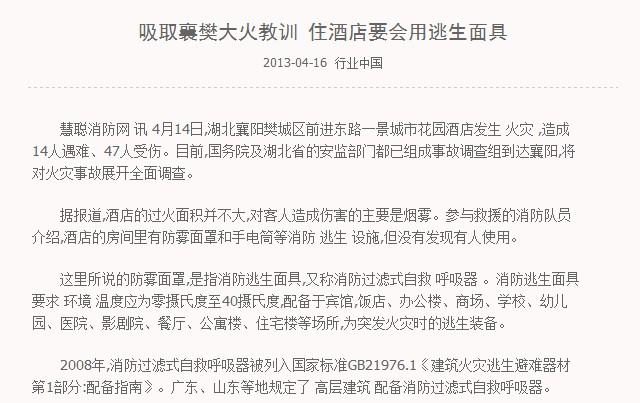 吸取襄樊大火教训 住酒店要会用逃生面具
2013-04-16 行业中国
慧聪消防网 讯 4月14日,湖北襄阳樊城区前进东路一景城市花园酒店发生 火灾 ,造成
14人遇难、47人受伤。目前,国务院及湖北省的安监部门都已组成事故调查组到达襄阳,将
对火灾事故展开全面调查。
据报道,酒店的过火面积并不大,对客人造成伤害的主要是烟雾。参与救援的消防队员
介绍,酒店的房间里有防雾面罩和手电筒等消防 逃生 设施,但没有发现有人使用。
这里所说的防雾面罩,是指消防逃生面具,又称消防过滤式自救 呼吸器 。消防逃生面具
要求 环境 温度应为零摄氏度至40摄氏度,配备于宾馆,饭店、办公楼、商场、学校、幼儿
园、医院、影剧院、餐厅、公寓楼、住宅楼等场所,为突发火灾时的逃生装备。
2008年,消防过滤式自救呼吸器被列入国家标准GB21976.1《建筑火灾逃生避难器材
第1部分:配备指南》。广东、山东等地规定了 高层建筑 配备消防过滤式自救呼吸器。